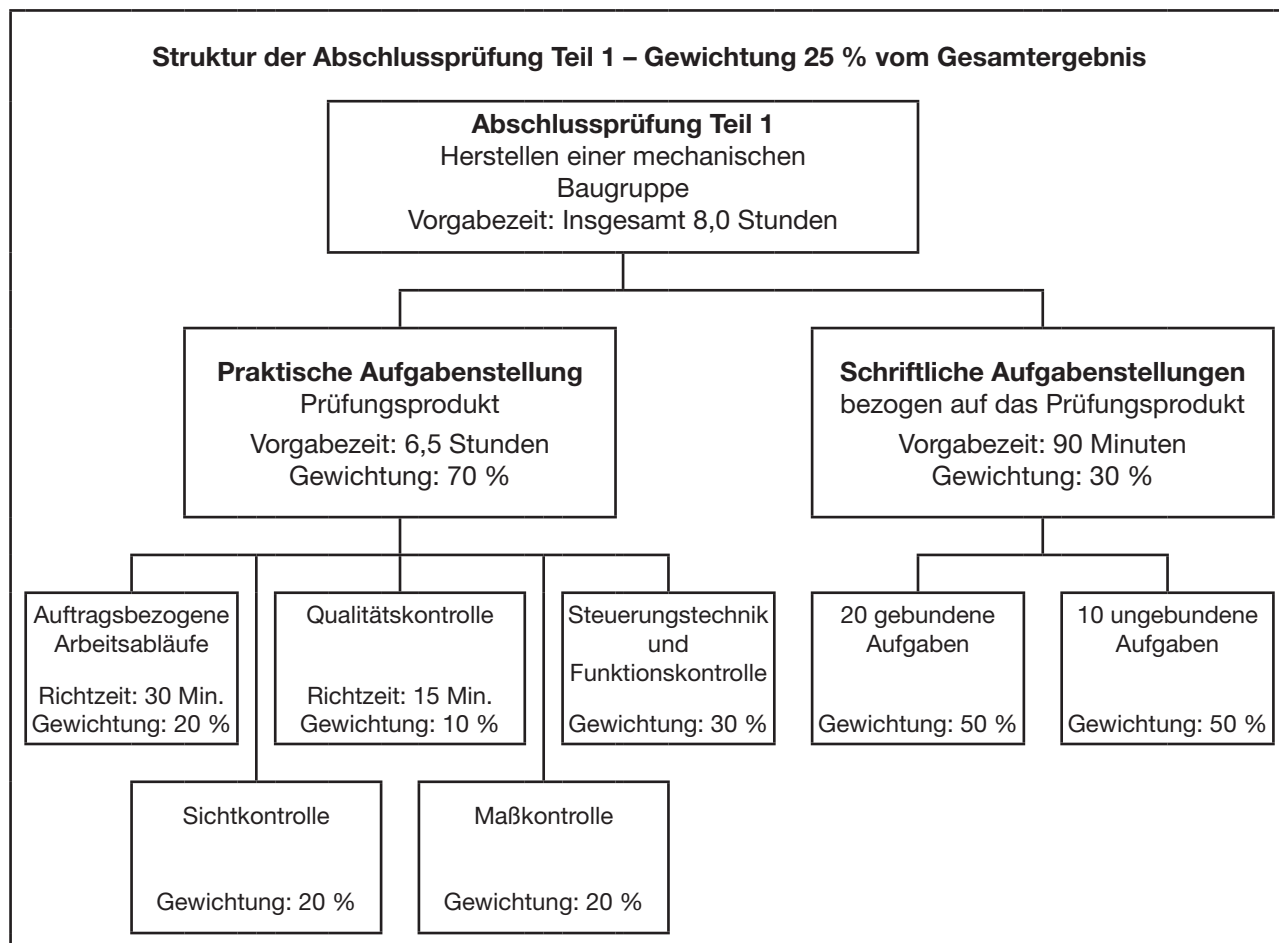 Struktur der Abschlussprüfung Teil 1 – Gewichtung 25 % vom Gesamtergebnis
Abschlussprüfung Teil 1
Herstellen einer mechanischen
Baugruppe
Vorgabezeit: Insgesamt 8,0 Stunden
Praktische Aufgabenstellung
Prüfungsprodukt
Vorgabezeit: 6,5 Stunden
Gewichtung: 70 %
Schriftliche Aufgabenstellungen
bezogen auf das Prüfungsprodukt
Vorgabezeit: 90 Minuten
Gewichtung: 30 %
Auftragsbezogene
Arbeitsabläufe
Richtzeit: 30 Min.
Gewichtung: 20 %
Qualitätskontrolle
Richtzeit: 15 Min.
Gewichtung: 10 %
Steuerungstechnik
und
Funktionskontrolle
Gewichtung: 30 %
20 gebundene
Aufgaben
Gewichtung: 50 %
10 ungebundene
Aufgaben
Gewichtung: 50 %
Sichtkontrolle
Gewichtung: 20 %
Maßkontrolle
Gewichtung: 20 %